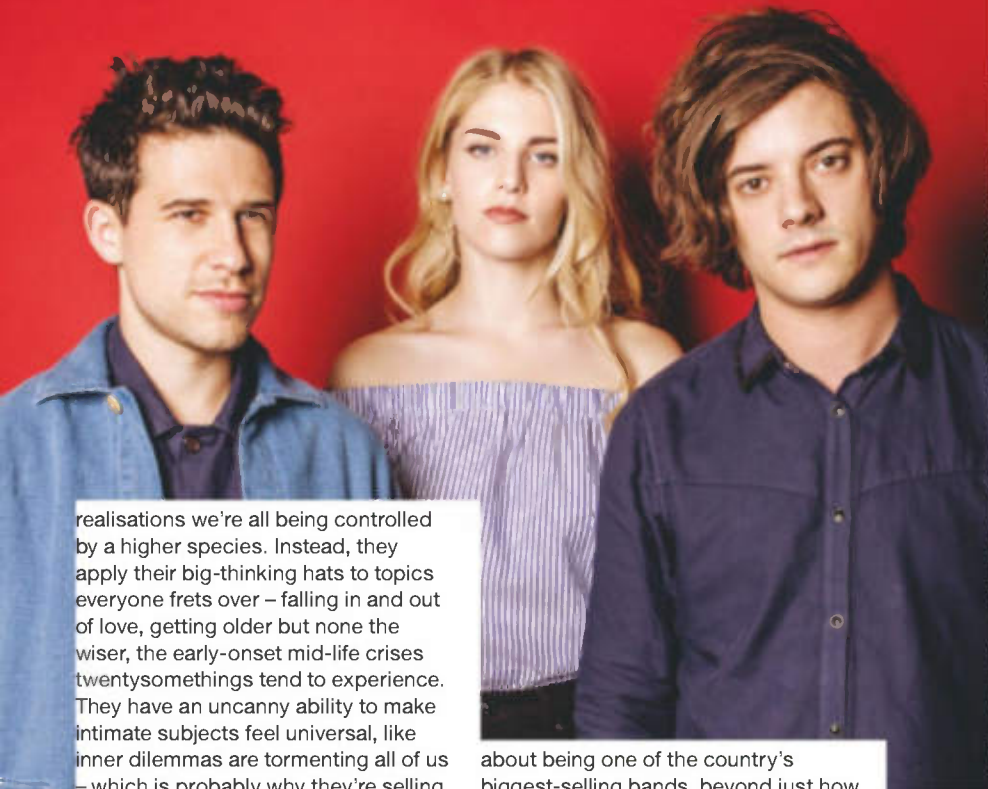 realisations we're all being controlled
by a higher species. Instead, they
apply their big-thinking hats to topics
everyone frets over – falling in and out
of love, getting older but none the
wiser, the early-onset mid-life crises
twentysomethings tend to experience.
They have an uncanny ability to make
intimate subjects feel universal, like
inner dilemmas are tormenting all of us
– which is probably why they're selling
about being one of the country's
biggest-selling bands, beyond just how